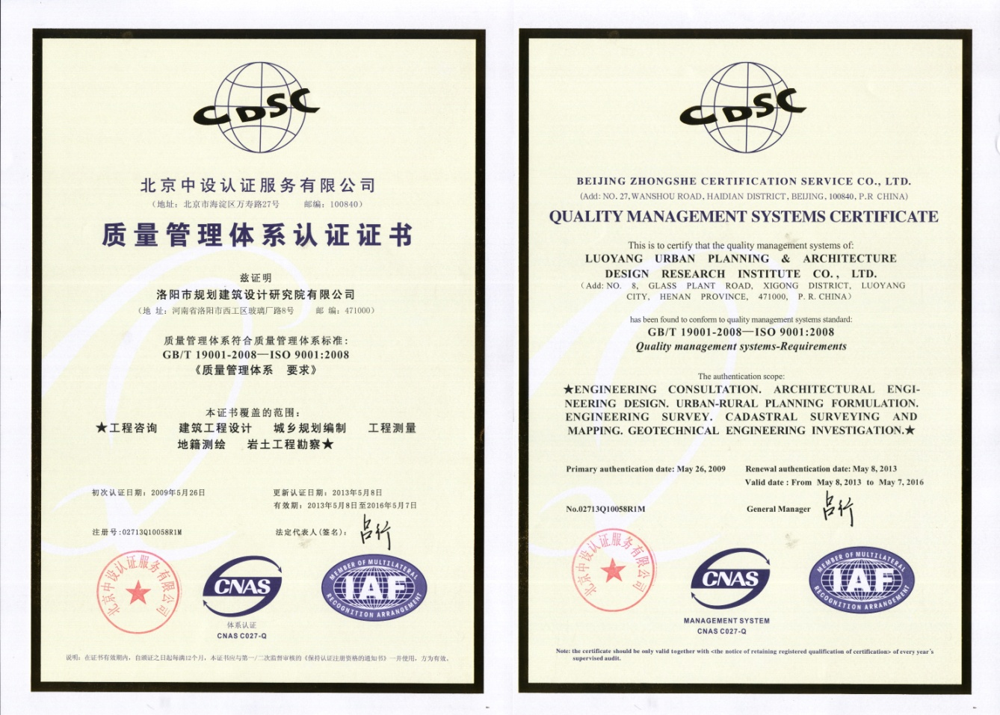 CDSC
北京中设认证服务有限公司
（地址：北京市海淀区万寿路27号 邮编：100840）
质量管理体系认证证书
兹证明
洛阳市规划建筑设计研究院有限公司
（地 址：河南省洛阳市西工区玻璃厂路8号 邮 编：471000）
质量管理体系符合质量管理体系标准：
GB/T 19001-2008—ISO 9001:2008
《质量管理体系 要求》
本证书覆盖的范围：
★工程咨询 建筑工程设计 城乡规划编制 工程测量
地籍测绘 岩土工程勘察★
初次认证日期：2009年5月26日
更新认证日期：2013年5月8日
有效期：2013年5月8日至2016年5月7日
注册号:02713Q10058R1M
法定代表人(签名)：
北京中设认证服务有限公司
CNAS
体系认证
CNAS C027-Q
MEMBER OF MULTILATERAL
IAF
RECOGNITION ARRANGEMENT
说明：在证书有效期内，自颁证之日起每满12个月，本证书应与第一/二次监督审核的《保持认证注册资格的通知书》一并使用，方为有效。
CDSC
BEIJING ZHONGSHE CERTIFICATION SERVICE CO., LTD.
(Add: NO. 27, WANSHOU ROAD, HAIDIAN DISTRICT, BEIJING, 100840, P.R CHINA)
QUALITY MANAGEMENT SYSTEMS CERTIFICATE
This is to certify that the quality management systems of:
LUOYANG URBAN PLANNING & ARCHITECTURE
DESIGN RESEARCH INSTITUTE CO., LTD.
(Add: NO. 8, GLASS PLANT ROAD, XIGONG DISTRICT, LUOYANG
CITY, HENAN PROVINCE, 471000, P. R. CHINA)
has been found to conform to quality management systems standard:
GB/T 19001-2008—ISO 9001:2008
Quality management systems-Requirements
The authentication scope:
★ENGINEERING CONSULTATION. ARCHITECTURAL ENGI-
NEERING DESIGN. URBAN-RURAL PLANNING FORMULATION.
ENGINEERING SURVEY. CADASTRAL SURVEYING AND
MAPPING. GEOTECHNICAL ENGINEERING INVESTIGATION.★
Primary authentication date: May 26, 2009
Renewal authentication date: May 8, 2013
Valid date : From May 8, 2013 to May 7, 2016
No.02713Q10058R1M
General Manager
北京中设认证服务有限公司
CNAS
MANAGEMENT SYSTEM
CNAS C027-Q
MEMBER OF MULTILATERAL
IAF
RECOGNITION ARRANGEMENT
Note: the certificate should be only valid together with <the notice of retaining registered qualification of certification> of every year's
supervised audit.